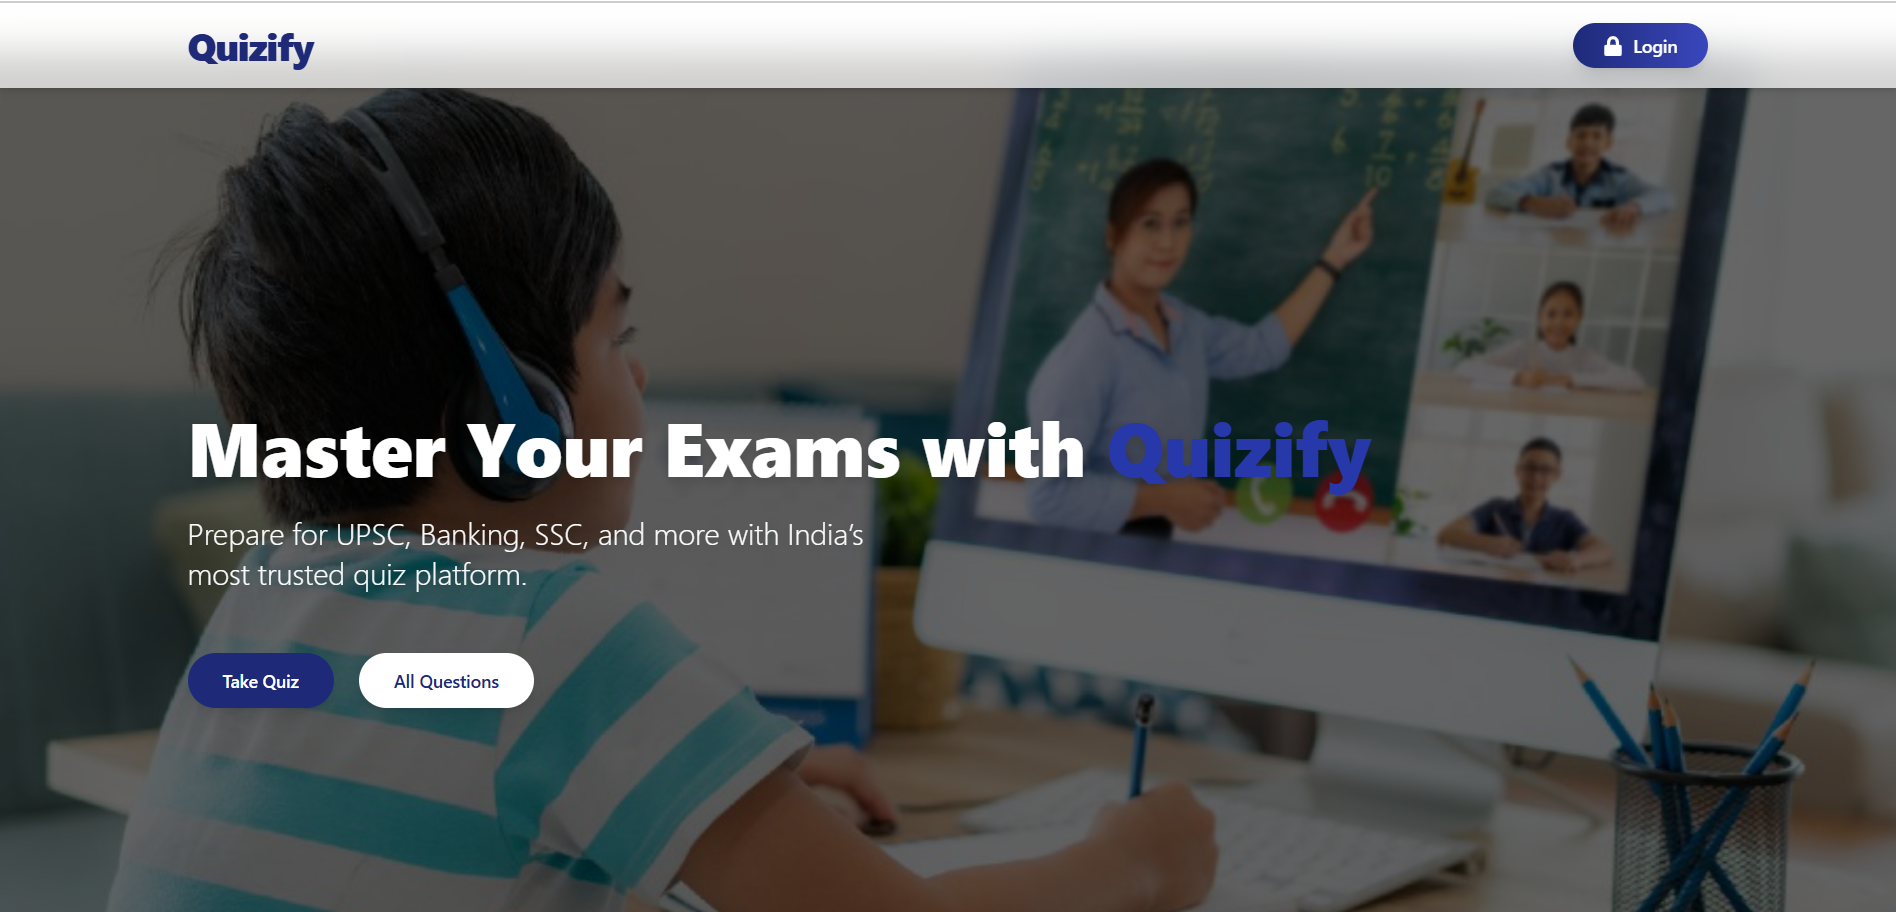 Quizify
Login
Master Your Exams with Quizify
Prepare for UPSC, Banking, SSC, and more with India’s
most trusted quiz platform.
Take Quiz
All Questions